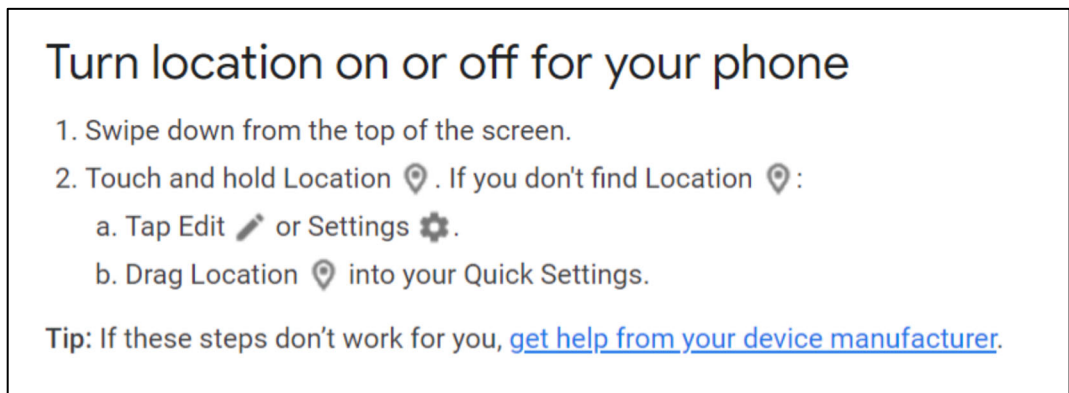 Turn location on or off for your phone
1. Swipe down from the top of the screen.
2. Touch and hold Location . If you don't find Location :
a. Tap Edit or Settings .
b. Drag Location into your Quick Settings.
Tip: If these steps don’t work for you, get help from your device manufacturer.